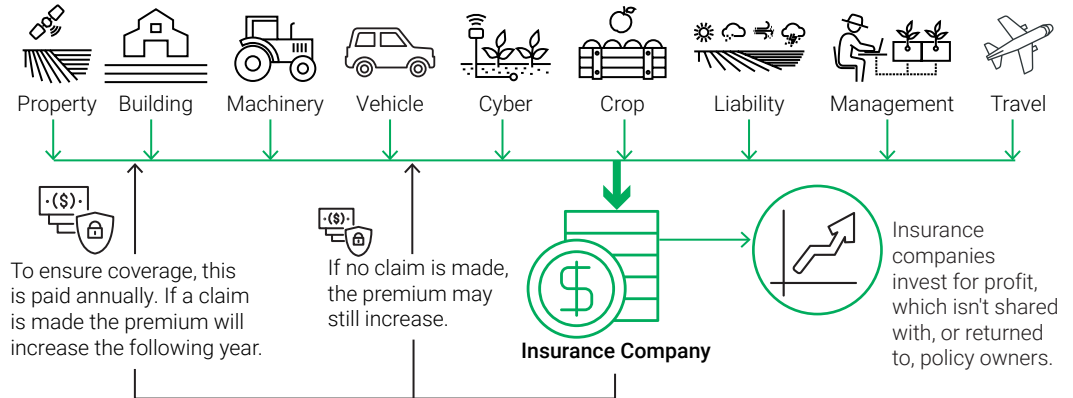 Property
Building
Machinery
Vehicle
Cyber
Crop
Liability
Management
Travel
($)
To ensure coverage, this
is paid annually. If a claim
is made the premium will
increase the following year.
($)
If no claim is made,
the premium may
still increase.
$
Insurance Company
Insurance
companies
invest for profit,
which isn't shared
with, or returned
to, policy owners.